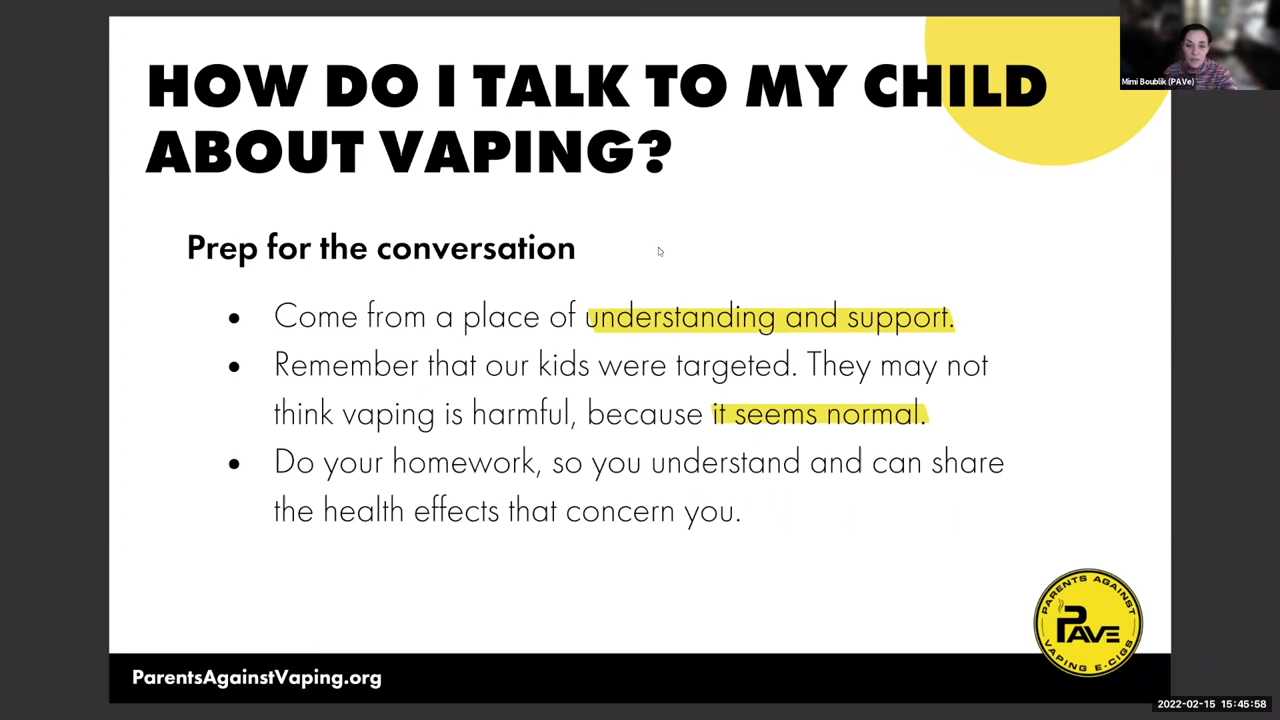 HOW DO I TALK TO MY CHILD
ABOUT VAPING?
Mimi Boublik (PAVe)
Prep for the conversation
• Come from a place of understanding and support.
• Remember that our kids were targeted. They may not
think vaping is harmful, because it seems normal.
• Do your homework, so you understand and can share
the health effects that concern you.
PARENTS AGAINST
PAVE
VAPING E-CIGS
ParentsAgainstVaping.org
2022-02-15 15:45:58